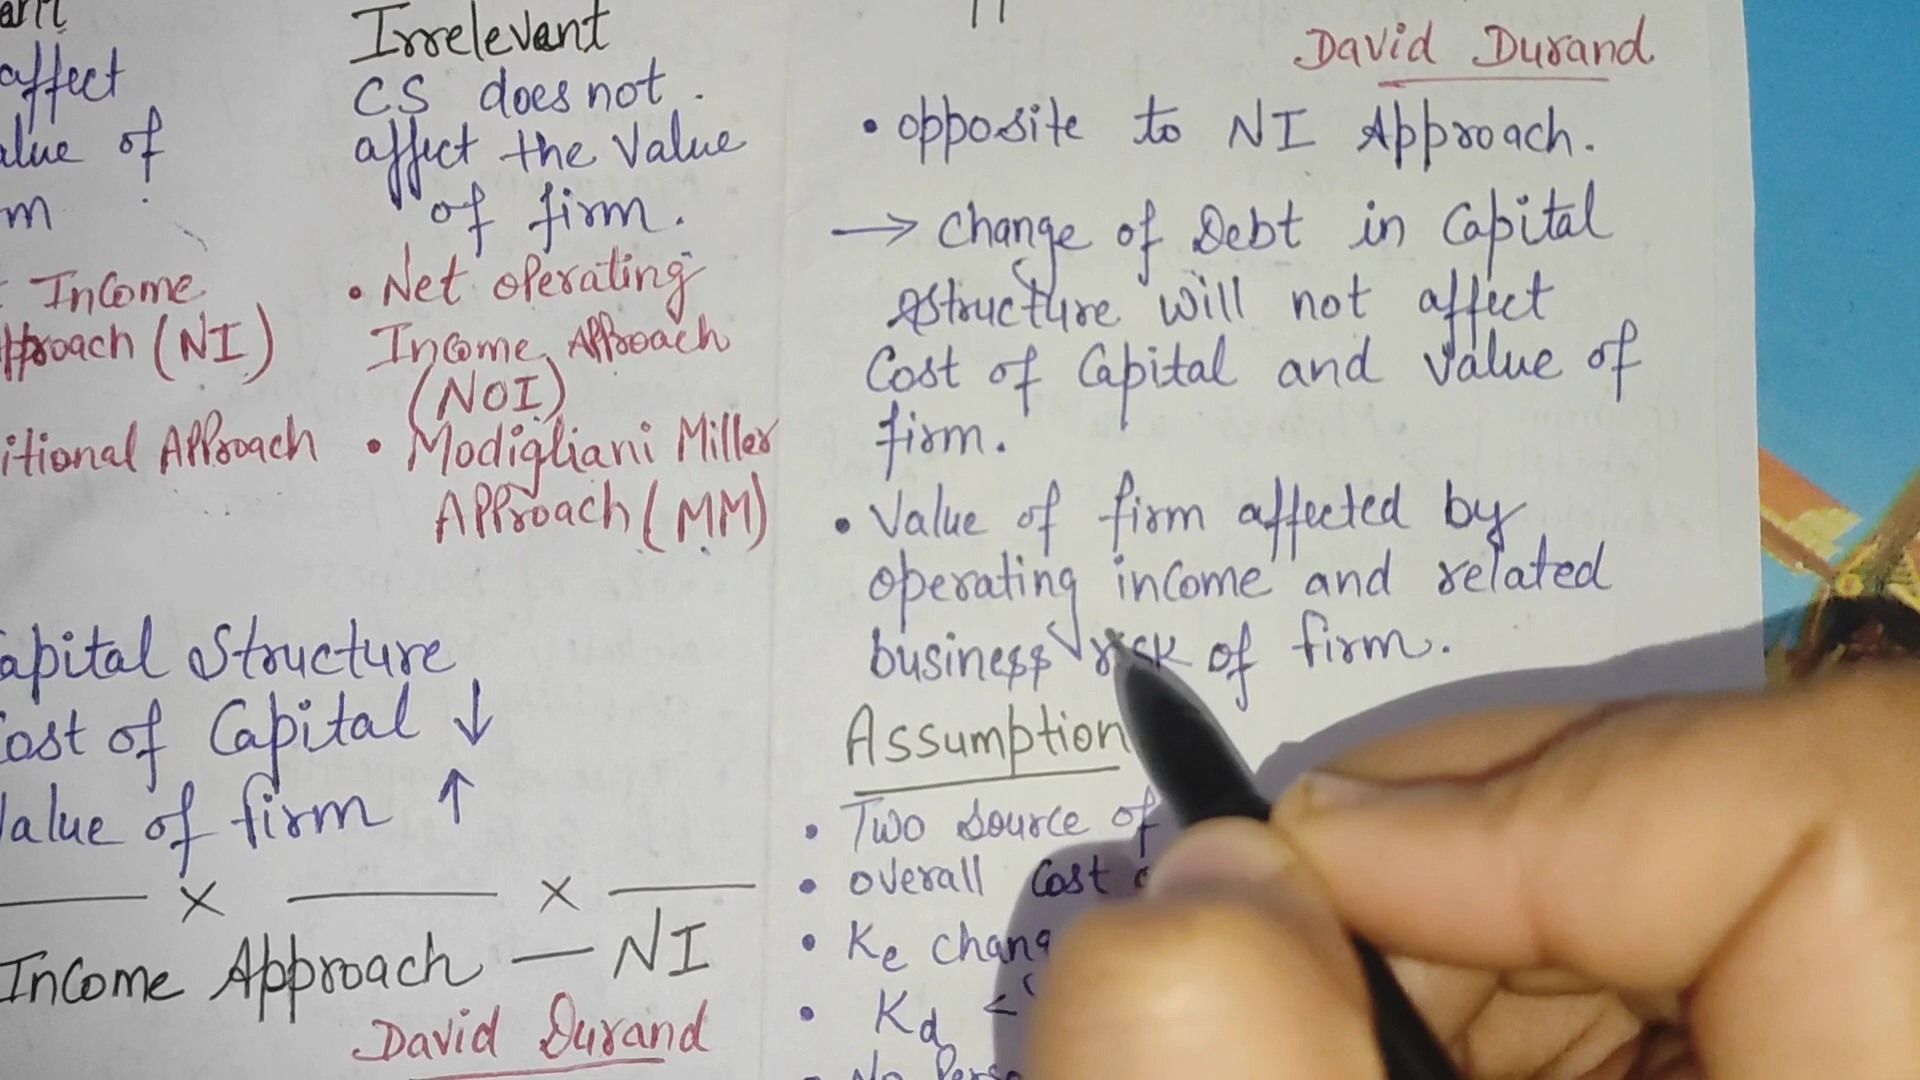 Irrelevant
affect
CS does not
alue of
affect the Value
m
of firm.
Income
• Net operating
pproach (NI)
Income Approach
(NOI)
itional Approach
• Modigliani Miller
Approach (MM)
apital Structure
ost of Capital ↓
alue of firm ↑
x x
Income Approach — NI
David Durand
David Durand
• opposite to NI Approach.
→ Change of Debt in Capital
structure will not affect
Cost of Capital and value of
firm.
• Value of firm affected by
operating income and related
business risk of firm.
Assumption
• Two source of
• overall Cost
• Ke chang
• Kd <
• No Perso